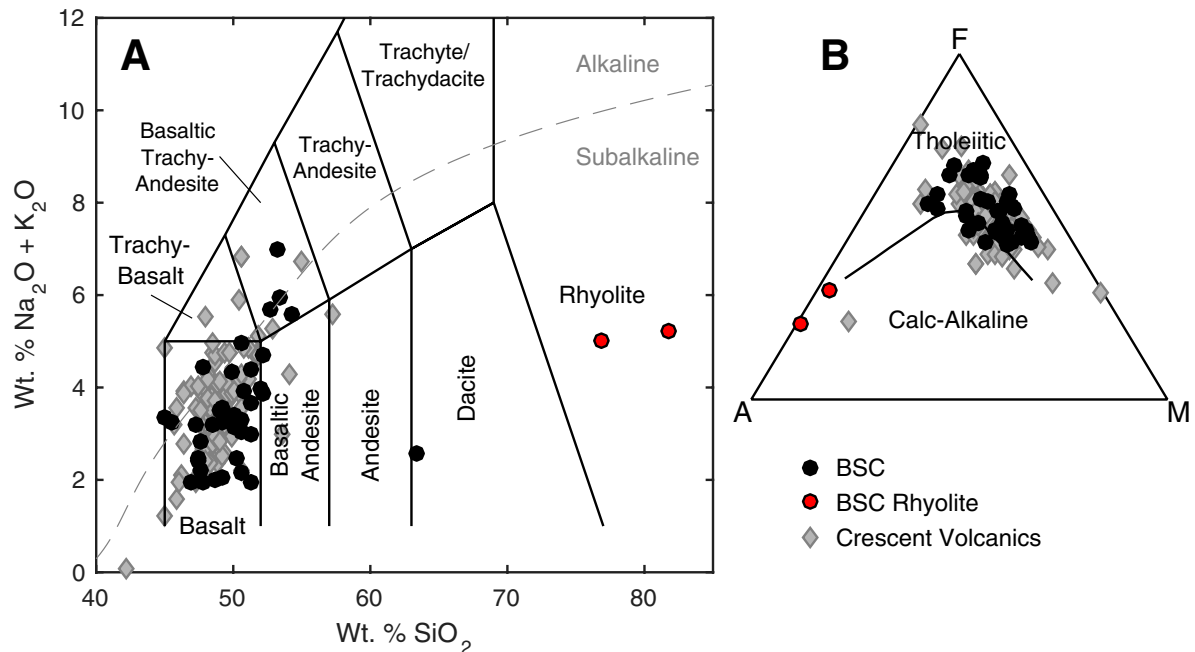 A
Wt. % Na2O + K2O
12
10
8
6
4
2
0
40
50
60
70
80
Wt. % SiO2
Trachyte/
Trachydacite
Alkaline
Subalkaline
Basaltic
Trachy-
Andesite
Trachy-
Andesite
Trachy-
Basalt
Rhyolite
Basalt
Basaltic
Andesite
Andesite
Dacite
B
F
Tholeiitic
Calc-Alkaline
A
M
BSC
BSC Rhyolite
Crescent Volcanics